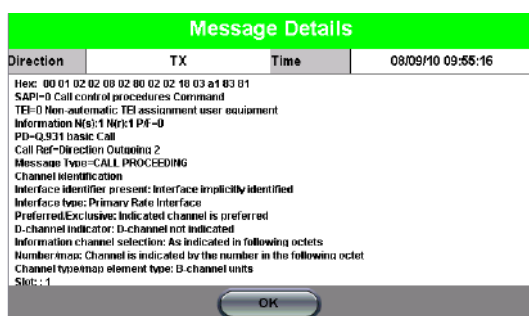 Message Details
Direction TX Time 08/09/10 09:55:16
Hex: 00 01 02 02 08 02 80 02 02 18 03 a1 83 81
SAPI=0 Call control procedures Command
TEI=0 Non-automatic TEI assignment user equipment
Information N(s):1 N(r):1 P/F=0
PD=Q.931 basic Call
Call Ref=Direction Outgoing 2
Message Type=CALL PROCEEDING
Channel identification
Interface identifier present: Interface implicitly identified
Interface type: Primary Rate Interface
Preferred/Exclusive: Indicated channel is preferred
D-channel indicator: D-channel not indicated
Information channel selection: As indicated in following octets
Number/map: Channel is indicated by the number in the following octet
Channel type/map element type: B-channel units
Slot: : 1
OK